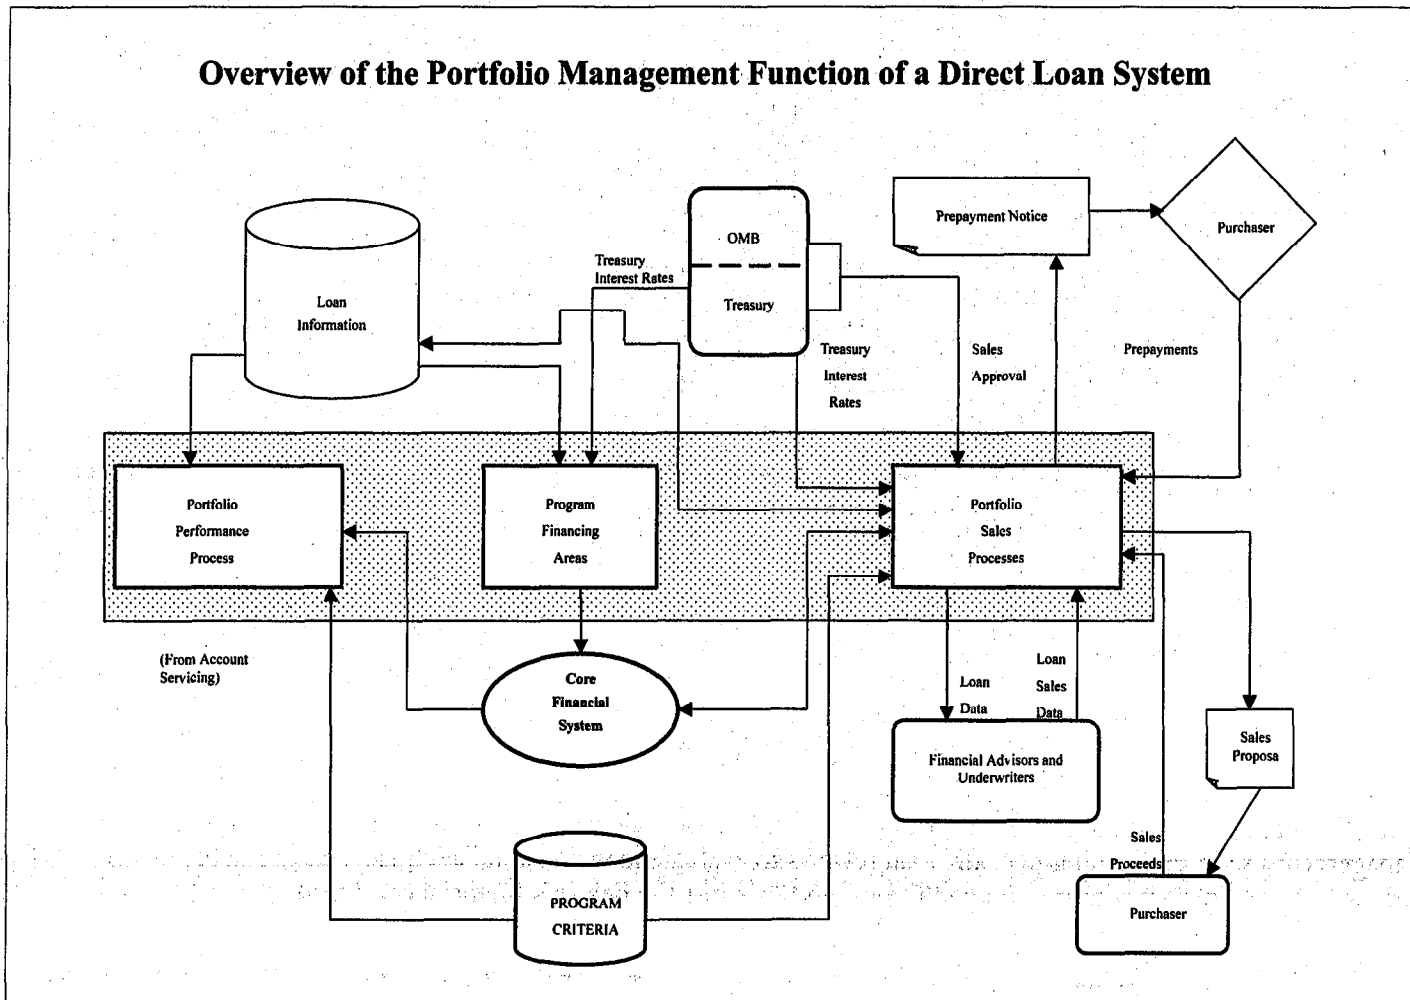 Overview of the Portfolio Management Function of a Direct Loan System
Loan
Information
Treasury
Interest Rates
OMB
Treasury
Prepayment Notice
Purchaser
Treasury
Interest
Rates
Sales
Approval
Prepayments
Portfolio
Performance
Process
Program
Financing
Areas
Portfolio
Sales
Processes
(From Account
Servicing)
Core
Financial
System
Loan
Data
Loan
Sales
Data
Financial Advisors and
Underwriters
Sales
Proposa
Sales
Proceeds
Purchaser
PROGRAM
CRITERIA